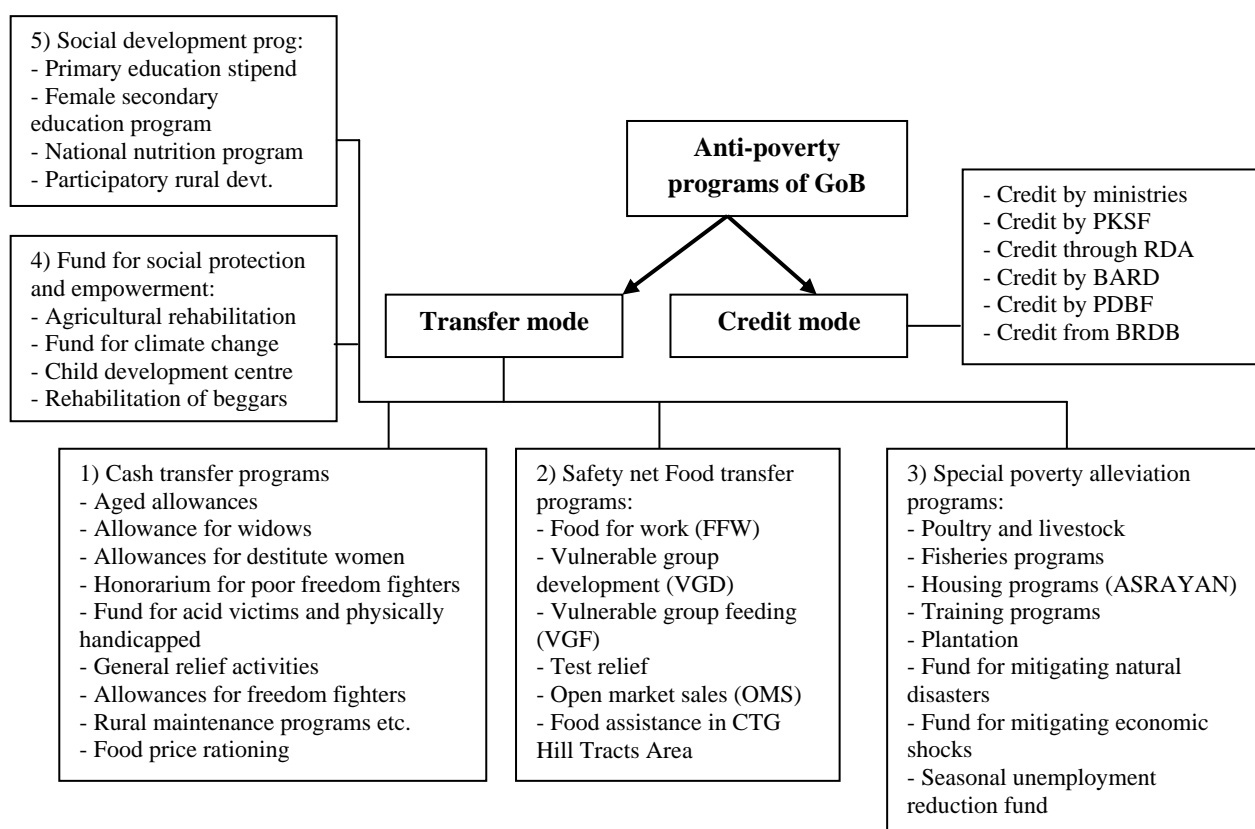 5) Social development prog:
- Primary education stipend
- Female secondary
education program
- National nutrition program
- Participatory rural devt.
Anti-poverty
programs of GoB
- Credit by ministries
- Credit by PKSF
- Credit through RDA
- Credit by BARD
- Credit by PDBF
- Credit from BRDB
4) Fund for social protection
and empowerment:
- Agricultural rehabilitation
- Fund for climate change
- Child development centre
- Rehabilitation of beggars
Transfer mode
Credit mode
1) Cash transfer programs
- Aged allowances
- Allowance for widows
- Allowances for destitute women
- Honorarium for poor freedom fighters
- Fund for acid victims and physically
handicapped
- General relief activities
- Allowances for freedom fighters
- Rural maintenance programs etc.
- Food price rationing
2) Safety net Food transfer
programs:
- Food for work (FFW)
- Vulnerable group
development (VGD)
- Vulnerable group feeding
(VGF)
- Test relief
- Open market sales (OMS)
- Food assistance in CTG
Hill Tracts Area
3) Special poverty alleviation
programs:
- Poultry and livestock
- Fisheries programs
- Housing programs (ASRAYAN)
- Training programs
- Plantation
- Fund for mitigating natural
disasters
- Fund for mitigating economic
shocks
- Seasonal unemployment
reduction fund